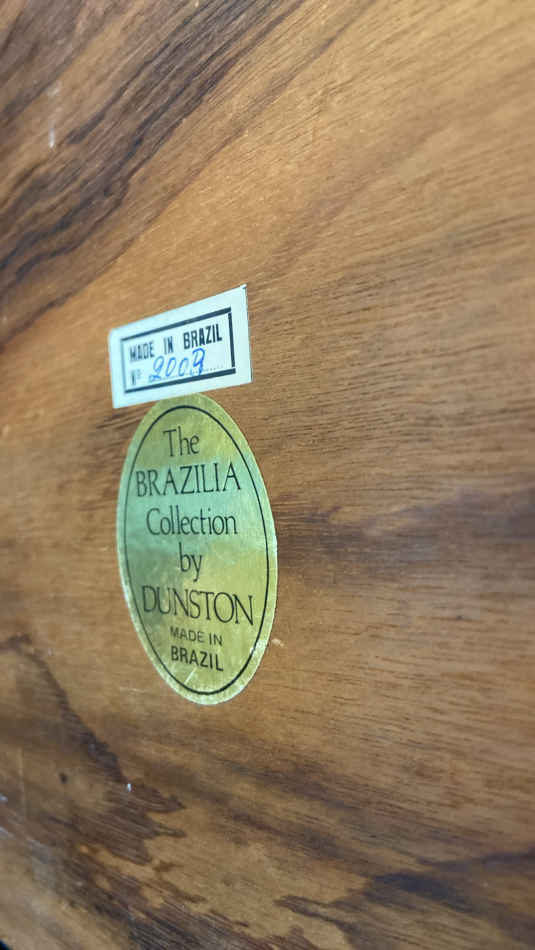 MADE IN BRAZIL
Nº 2009
The
BRAZILIA
Collection
by
DUNSTON
MADE IN
BRAZIL